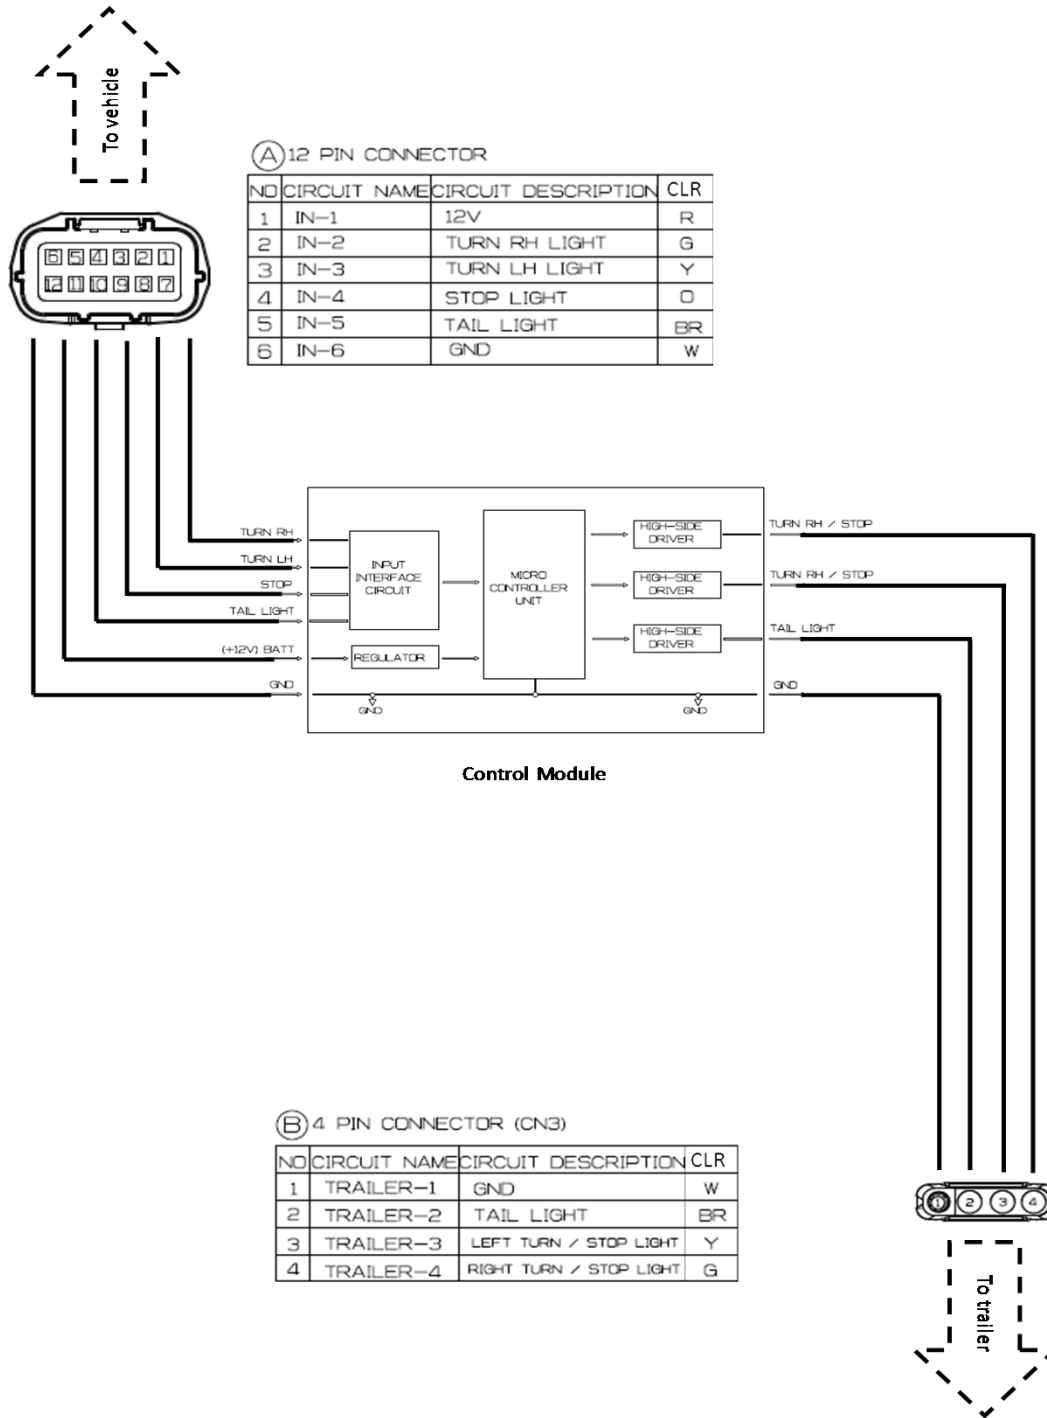 To vehicle
A 12 PIN CONNECTOR
NO CIRCUIT NAME CIRCUIT DESCRIPTION CLR
1 IN-1 12V R
2 IN-2 TURN RH LIGHT G
3 IN-3 TURN LH LIGHT Y
4 IN-4 STOP LIGHT O
5 IN-5 TAIL LIGHT BR
6 IN-6 GND W
6 5 4 3 2 1
12 11 10 9 8 7
TURN RH
TURN LH
STOP
TAIL LIGHT
(+12V) BATT
GND
INPUT
INTERFACE
CIRCUIT
REGULATOR
MICRO
CONTROLLER
UNIT
HIGH-SIDE
DRIVER
HIGH-SIDE
DRIVER
HIGH-SIDE
DRIVER
TURN RH / STOP
TURN RH / STOP
TAIL LIGHT
GND
GND
GND
Control Module
B 4 PIN CONNECTOR (CN3)
NO CIRCUIT NAME CIRCUIT DESCRIPTION CLR
1 TRAILER-1 GND W
2 TRAILER-2 TAIL LIGHT BR
3 TRAILER-3 LEFT TURN / STOP LIGHT Y
4 TRAILER-4 RIGHT TURN / STOP LIGHT G
1 2 3 4
To trailer